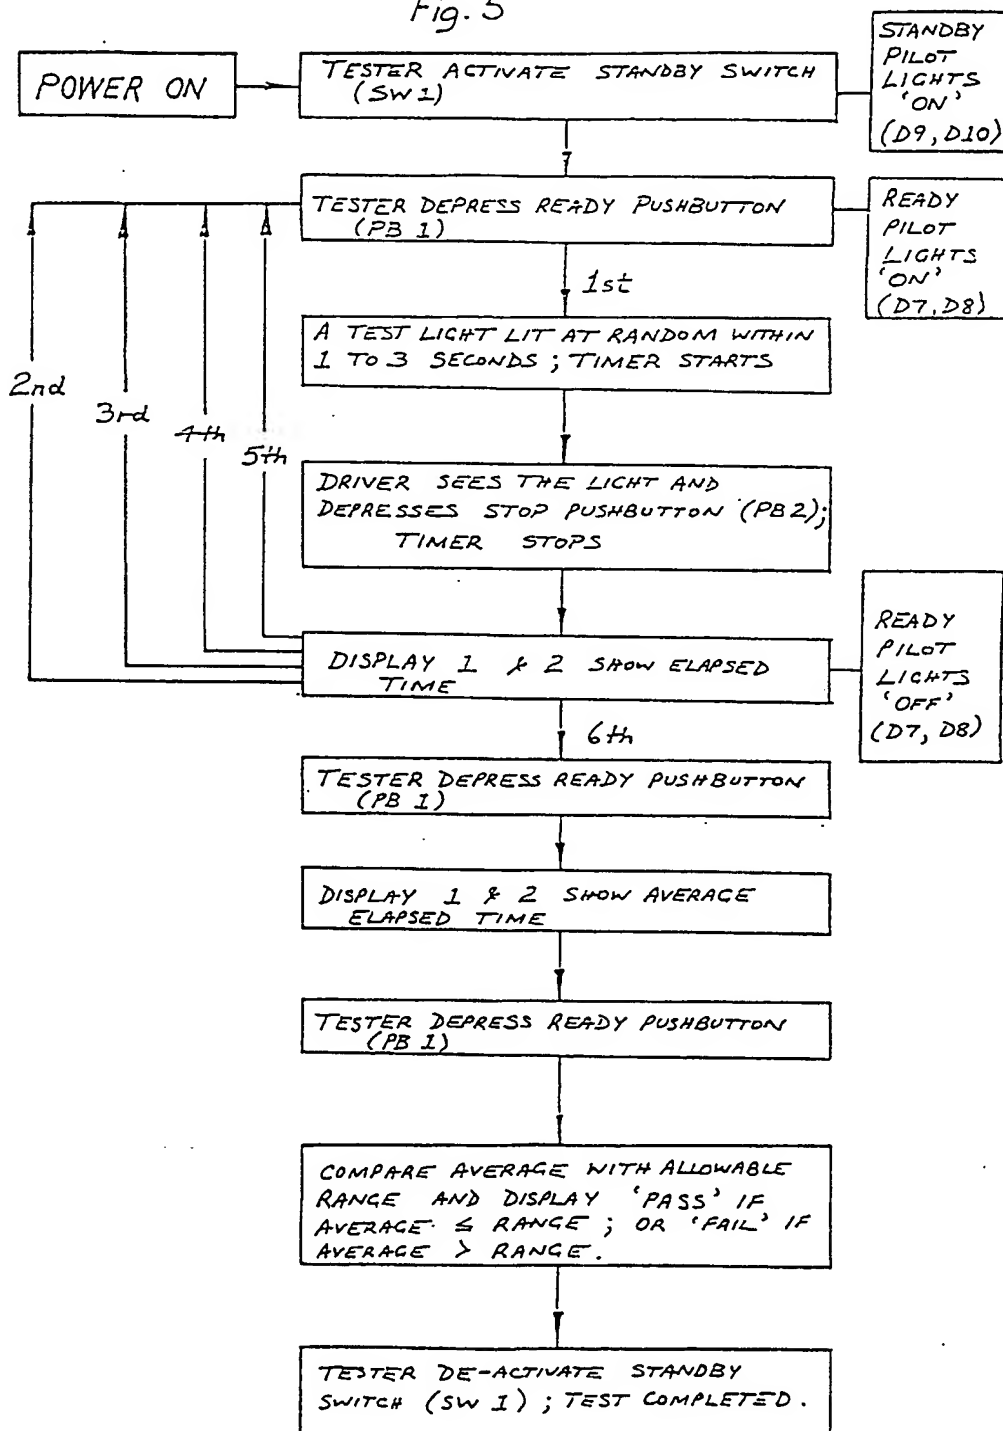 Fig. 5
POWER ON
TESTER ACTIVATE STANDBY SWITCH
(SW 1)
STANDBY
PILOT
LIGHTS
'ON'
(D9, D10)
TESTER DEPRESS READY PUSHBUTTON
(PB 1)
READY
PILOT
LIGHTS
'ON'
(D7, D8)
1st
A TEST LIGHT LIT AT RANDOM WITHIN
1 TO 3 SECONDS ; TIMER STARTS
2nd
3rd
4th
5th
DRIVER SEES THE LIGHT AND
DEPRESSES STOP PUSHBUTTON (PB2);
TIMER STOPS
DISPLAY 1 & 2 SHOW ELAPSED
TIME
READY
PILOT
LIGHTS
'OFF'
(D7, D8)
6th
TESTER DEPRESS READY PUSHBUTTON
(PB 1)
DISPLAY 1 & 2 SHOW AVERAGE
ELAPSED TIME
TESTER DEPRESS READY PUSHBUTTON
(PB 1)
COMPARE AVERAGE WITH ALLOWABLE
RANGE AND DISPLAY 'PASS' IF
AVERAGE ≤ RANGE ; OR 'FAIL' IF
AVERAGE > RANGE.
TESTER DE-ACTIVATE STANDBY
SWITCH (SW 1) ; TEST COMPLETED.